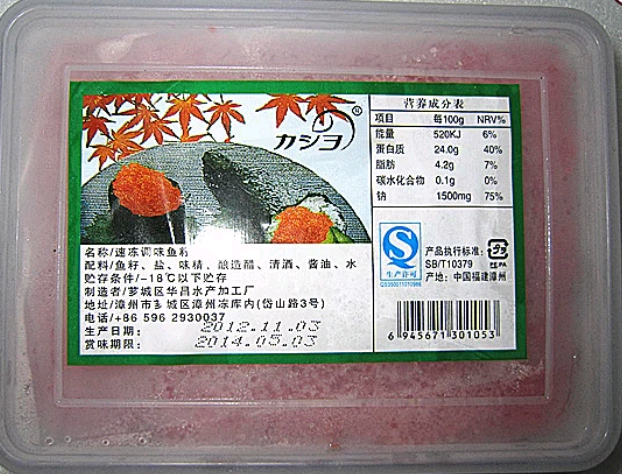 カシヨ
®
名称/速冻调味鱼籽
配料/鱼籽、盐、味精、酿造醋、清酒、酱油、水
贮存条件/-18℃以下贮存
制造者/芗城区华昌水产加工厂
地址/漳州市芗城区漳州冻库内(岱山路3号)
电话/+86 596 2930037
生产日期: 2012.11.03
赏味期限: 2014.05.03
营养成分表
项目 每100g NRV%
能量 520KJ 6%
蛋白质 24.0g 40%
脂肪 4.2g 7%
碳水化合物 0.1g 0%
钠 1500mg 75%
生产许可
产品执行标准:
SB/T10379
产地: 中国福建漳州
6 945671 301053